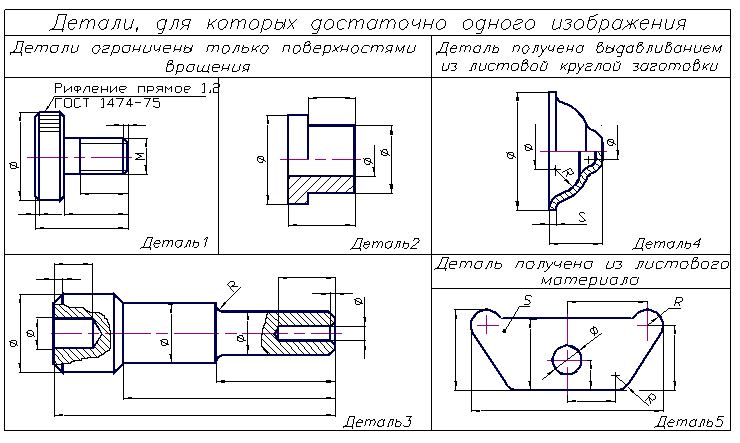 Детали, для которых достаточно одного изображения
Детали ограничены только поверхностями
вращения
Деталь получена выдавливанием
из листовой круглой заготовки
Рифление прямое 1,2
ГОСТ 1474-75
Ø
M
Деталь1
Ø
Ø
Ø
Деталь2
Ø
Ø
R
Ø
S
Деталь4
Ø
Ø
Ø
R
Ø
Ø
Деталь3
Деталь получена из листового
материала
S
R
Ø
R
Деталь5